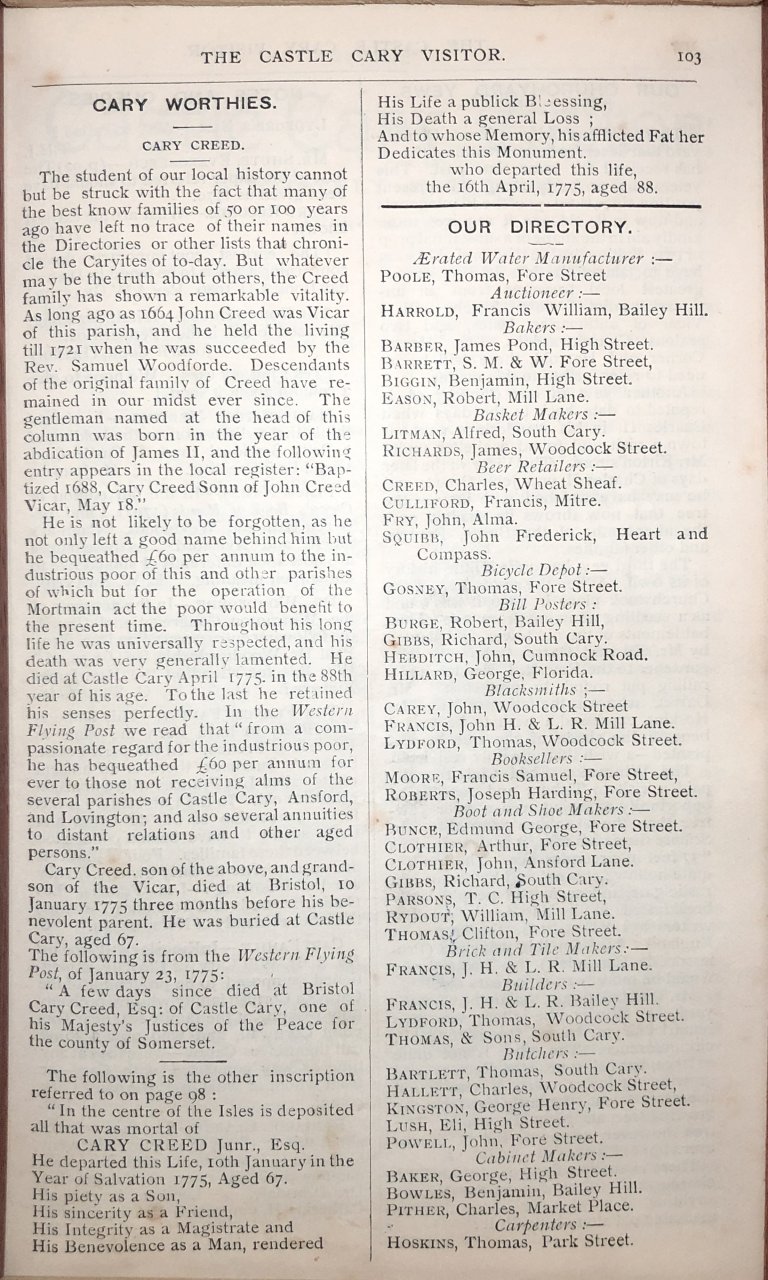 THE CASTLE CARY VISITOR. 103
CARY WORTHIES.
CARY CREED.
The student of our local history cannot
but be struck with the fact that many of
the best know families of 50 or 100 years
ago have left no trace of their names in
the Directories or other lists that chroni-
cle the Caryites of to-day. But whatever
may be the truth about others, the Creed
family has shown a remarkable vitality.
As long ago as 1664 John Creed was Vicar
of this parish, and he held the living
till 1721 when he was succeeded by the
Rev. Samuel Woodforde. Descendants
of the original family of Creed have re-
mained in our midst ever since. The
gentleman named at the head of this
column was born in the year of the
abdication of James II, and the following
entry appears in the local register: "Bap-
tized 1688, Cary Creed Sonn of John Creed
Vicar, May 18."
He is not likely to be forgotten, as he
not only left a good name behind him but
he bequeathed £60 per annum to the in-
dustrious poor of this and other parishes
of which but for the operation of the
Mortmain act the poor would benefit to
the present time. Throughout his long
life he was universally respected, and his
death was very generally lamented. He
died at Castle Cary April 1775. in the 88th
year of his age. To the last he retained
his senses perfectly. In the Western
Flying Post we read that "from a com-
passionate regard for the industrious poor,
he has bequeathed £60 per annum for
ever to those not receiving alms of the
several parishes of Castle Cary, Ansford,
and Lovington; and also several annuities
to distant relations and other aged
persons."
Cary Creed. son of the above, and grand-
son of the Vicar, died at Bristol, 10
January 1775 three months before his be-
nevolent parent. He was buried at Castle
Cary, aged 67.
The following is from the Western Flying
Post, of January 23, 1775:
"A few days since died at Bristol
Cary Creed, Esq: of Castle Cary, one of
his Majesty's Justices of the Peace for
the county of Somerset.
The following is the other inscription
referred to on page 98 :
"In the centre of the Isles is deposited
all that was mortal of
CARY CREED Junr., Esq.
He departed this Life, 10th January in the
Year of Salvation 1775, Aged 67.
His piety as a Son,
His sincerity as a Friend,
His Integrity as a Magistrate and
His Benevolence as a Man, rendered
His Life a publick Blessing,
His Death a general Loss ;
And to whose Memory, his afflicted Fat her
Dedicates this Monument.
who departed this life,
the 16th April, 1775, aged 88.
OUR DIRECTORY.
Ærated Water Manufacturer :—
POOLE, Thomas, Fore Street
Auctioneer :—
HARROLD, Francis William, Bailey Hill.
Bakers :—
BARBER, James Pond, High Street.
BARRETT, S. M. & W. Fore Street,
BIGGIN, Benjamin, High Street.
EASON, Robert, Mill Lane.
Basket Makers :—
LITMAN, Alfred, South Cary.
RICHARDS, James, Woodcock Street.
Beer Retailers :—
CREED, Charles, Wheat Sheaf.
CULLIFORD, Francis, Mitre.
FRY, John, Alma.
SQUIBB, John Frederick, Heart and
Compass.
Bicycle Depot :—
GOSNEY, Thomas, Fore Street.
Bill Posters :
BURGE, Robert, Bailey Hill,
GIBBS, Richard, South Cary.
HEBDITCH, John, Cumnock Road.
HILLARD, George, Florida.
Blacksmiths ;—
CAREY, John, Woodcock Street
FRANCIS, John H. & L. R. Mill Lane.
LYDFORD, Thomas, Woodcock Street.
Booksellers :—
MOORE, Francis Samuel, Fore Street,
ROBERTS, Joseph Harding, Fore Street.
Boot and Shoe Makers :—
BUNCE, Edmund George, Fore Street.
CLOTHIER, Arthur, Fore Street,
CLOTHIER, John, Ansford Lane.
GIBBS, Richard, South Cary.
PARSONS, T. C. High Street,
RYDOUT, William, Mill Lane.
THOMAS, Clifton, Fore Street.
Brick and Tile Makers:—
FRANCIS, J. H. & L. R. Mill Lane.
Builders :—
FRANCIS, J. H. & L. R. Bailey Hill.
LYDFORD, Thomas, Woodcock Street.
THOMAS, & Sons, South Cary.
Butchers :—
BARTLETT, Thomas, South Cary.
HALLETT, Charles, Woodcock Street,
KINGSTON, George Henry, Fore Street.
LUSH, Eli, High Street.
POWELL, John, Fore Street.
Cabinet Makers :—
BAKER, George, High Street.
BOWLES, Benjamin, Bailey Hill.
PITHER, Charles, Market Place.
Carpenters :—
HOSKINS, Thomas, Park Street.